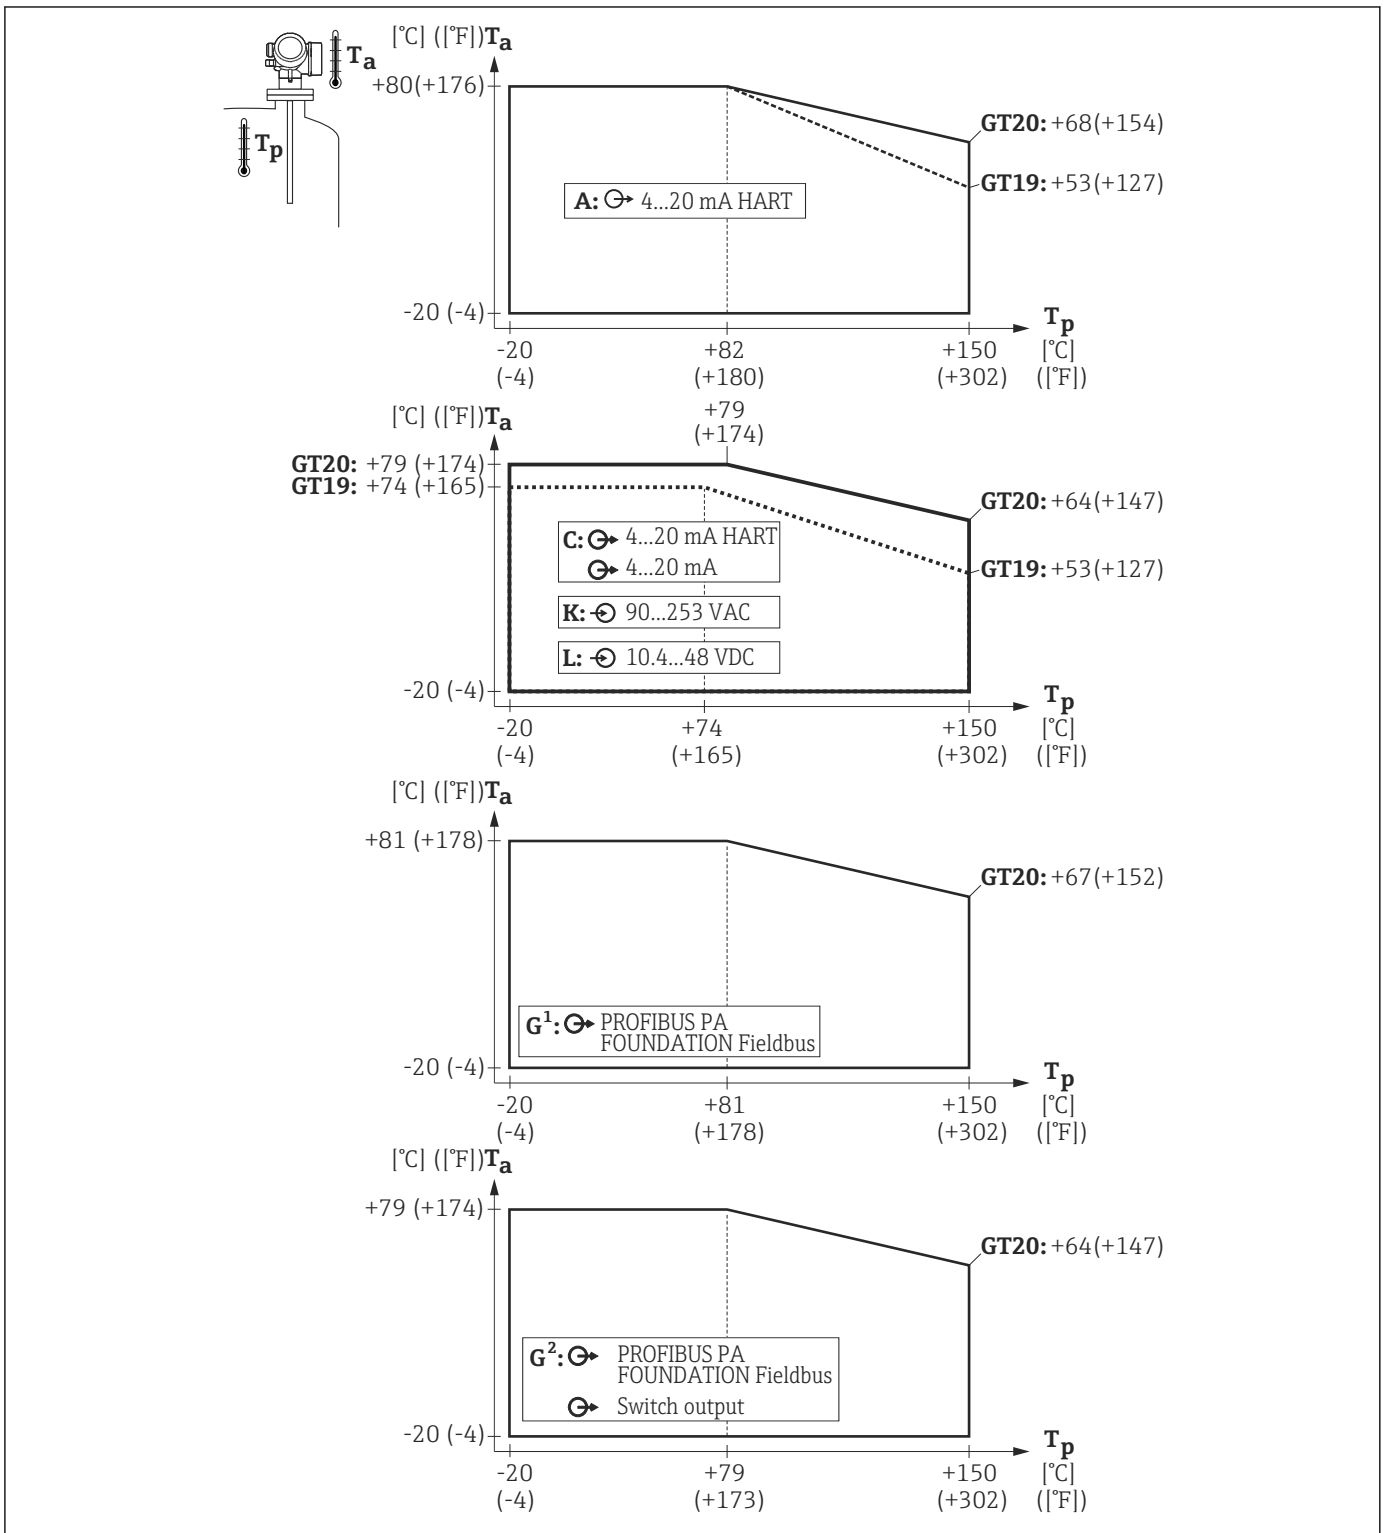 [°C] ([°F]) Ta
Ta
Tp
+80(+176)
GT20: +68(+154)
GT19: +53(+127)
A: 4...20 mA HART
-20 (-4)
Tp
-20 +82 +150 [°C]
(-4) (+180) (+302) ([°F])
[°C] ([°F]) Ta
+79
(+174)
GT20: +79 (+174)
GT19: +74 (+165)
GT20: +64(+147)
C: 4...20 mA HART
4...20 mA
GT19: +53(+127)
K: 90...253 VAC
L: 10.4...48 VDC
-20 (-4)
Tp
-20 +74 +150 [°C]
(-4) (+165) (+302) ([°F])
[°C] ([°F]) Ta
+81 (+178)
GT20: +67(+152)
G1: PROFIBUS PA
FOUNDATION Fieldbus
-20 (-4)
Tp
-20 +81 +150 [°C]
(-4) (+178) (+302) ([°F])
[°C] ([°F]) Ta
+79 (+174)
GT20: +64(+147)
G2: PROFIBUS PA
FOUNDATION Fieldbus
Switch output
-20 (-4)
Tp
-20 +79 +150 [°C]
(-4) (+173) (+302) ([°F])